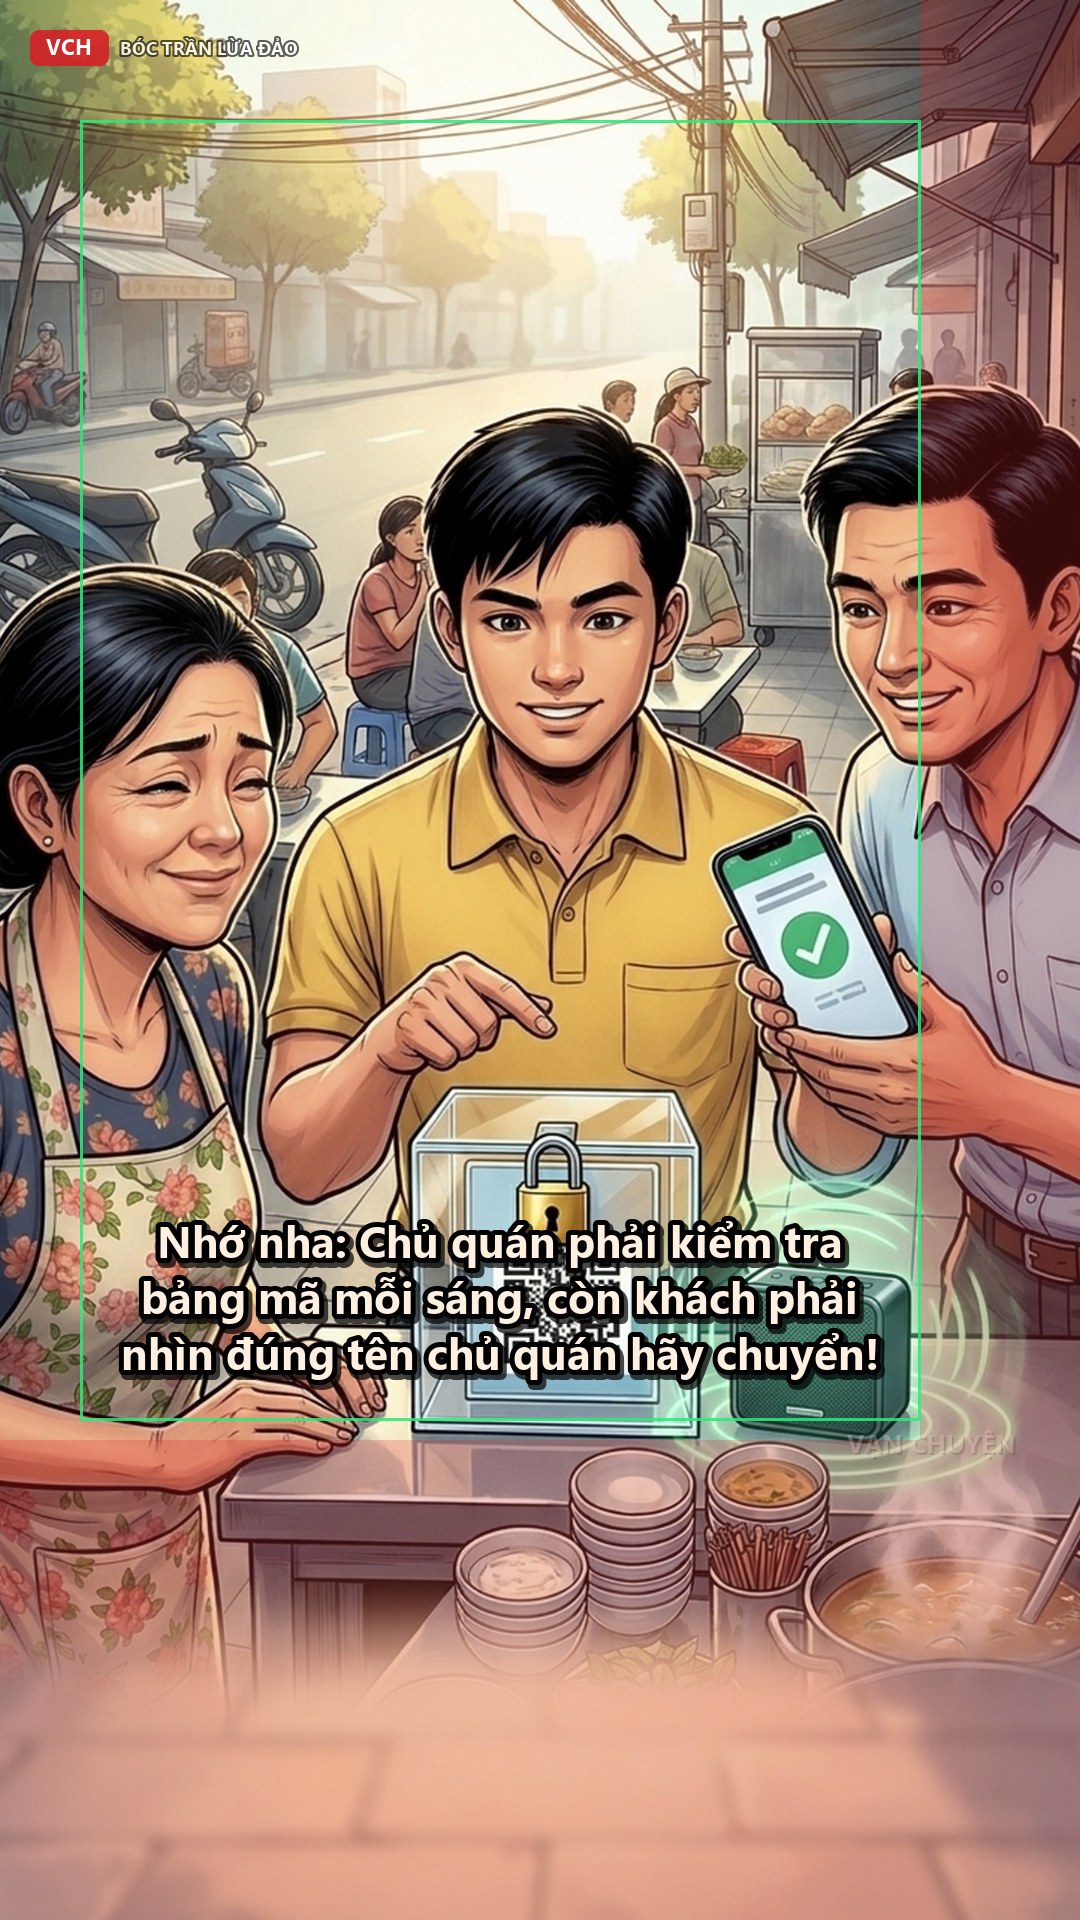 VCH BÓC TRẦN LỪA ĐẢO
Nhớ nha: Chủ quán phải kiểm tra
bảng mã mỗi sáng, còn khách phải
nhìn đúng tên chủ quán hãy chuyển!
VẠN CHUYỆN